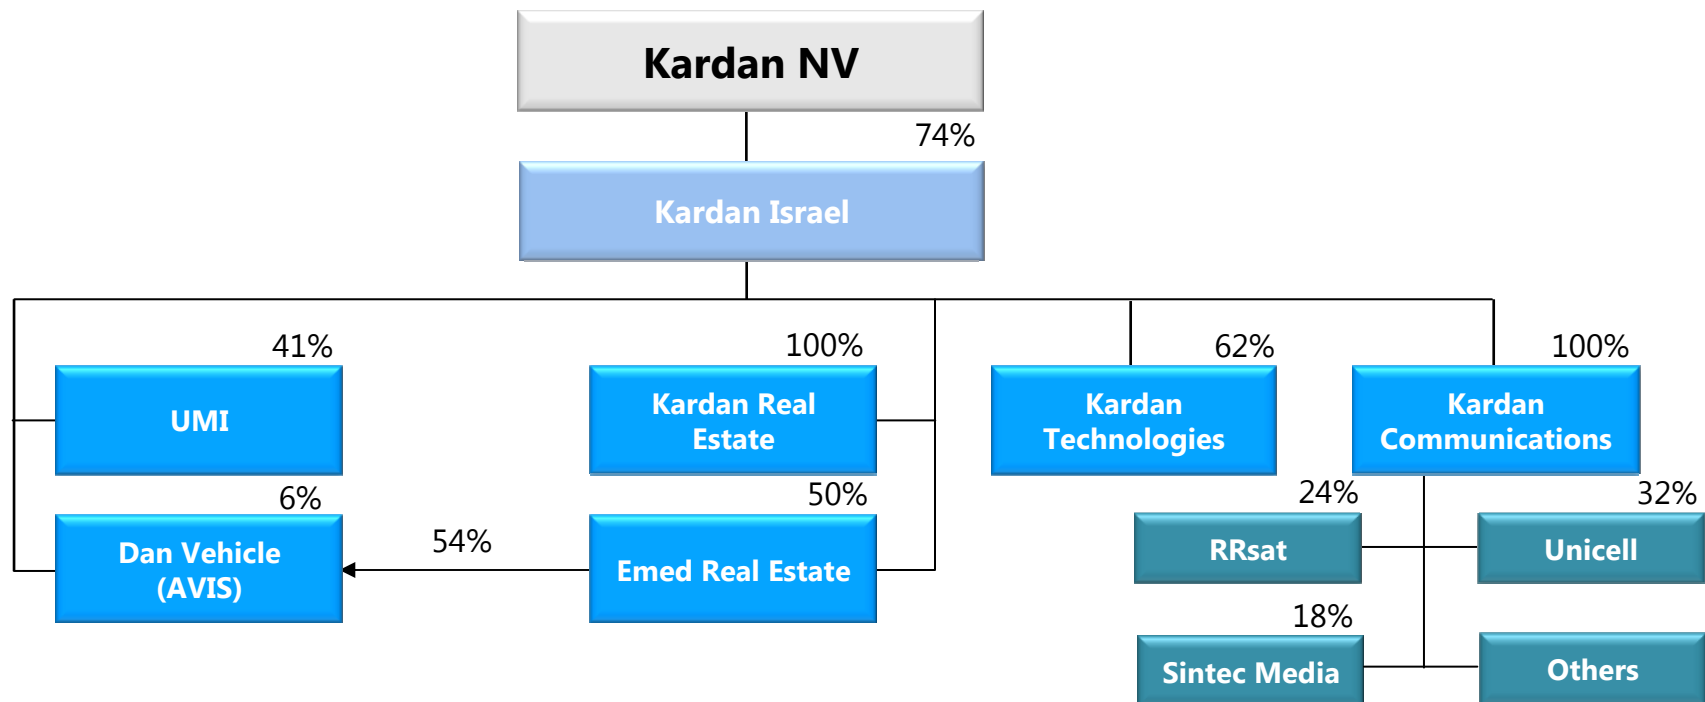 Kardan NV
74%
Kardan Israel
41%
100%
62%
100%
UMI
Kardan Real
Estate
Kardan
Technologies
Kardan
Communications
6%
50%
24%
32%
Dan Vehicle
(AVIS)
54%
Emed Real Estate
RRsat
Unicell
18%
Sintec Media
Others